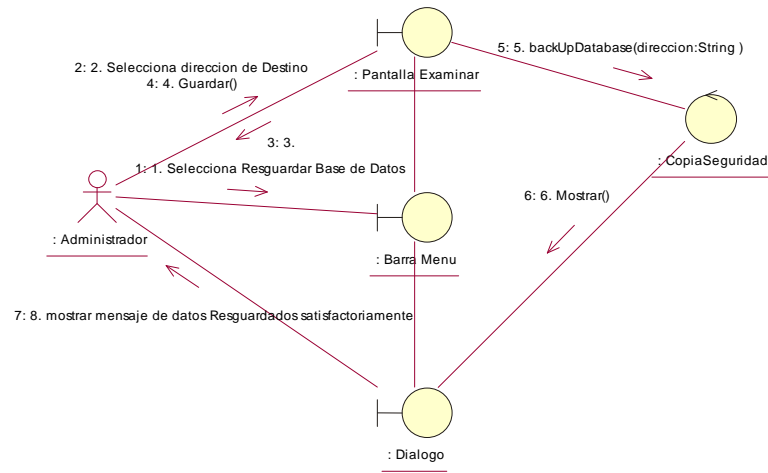 5: 5. backUpDatabase(direccion:String )
2: 2. Selecciona direccion de Destino
: Pantalla Examinar
4: 4. Guardar()
3: 3.
: CopiaSeguridad
1: 1. Selecciona Resguardar Base de Datos
6: 6. Mostrar()
: Administrador
: Barra Menu
7: 8. mostrar mensaje de datos Resguardados satisfactoriamente
: Dialogo